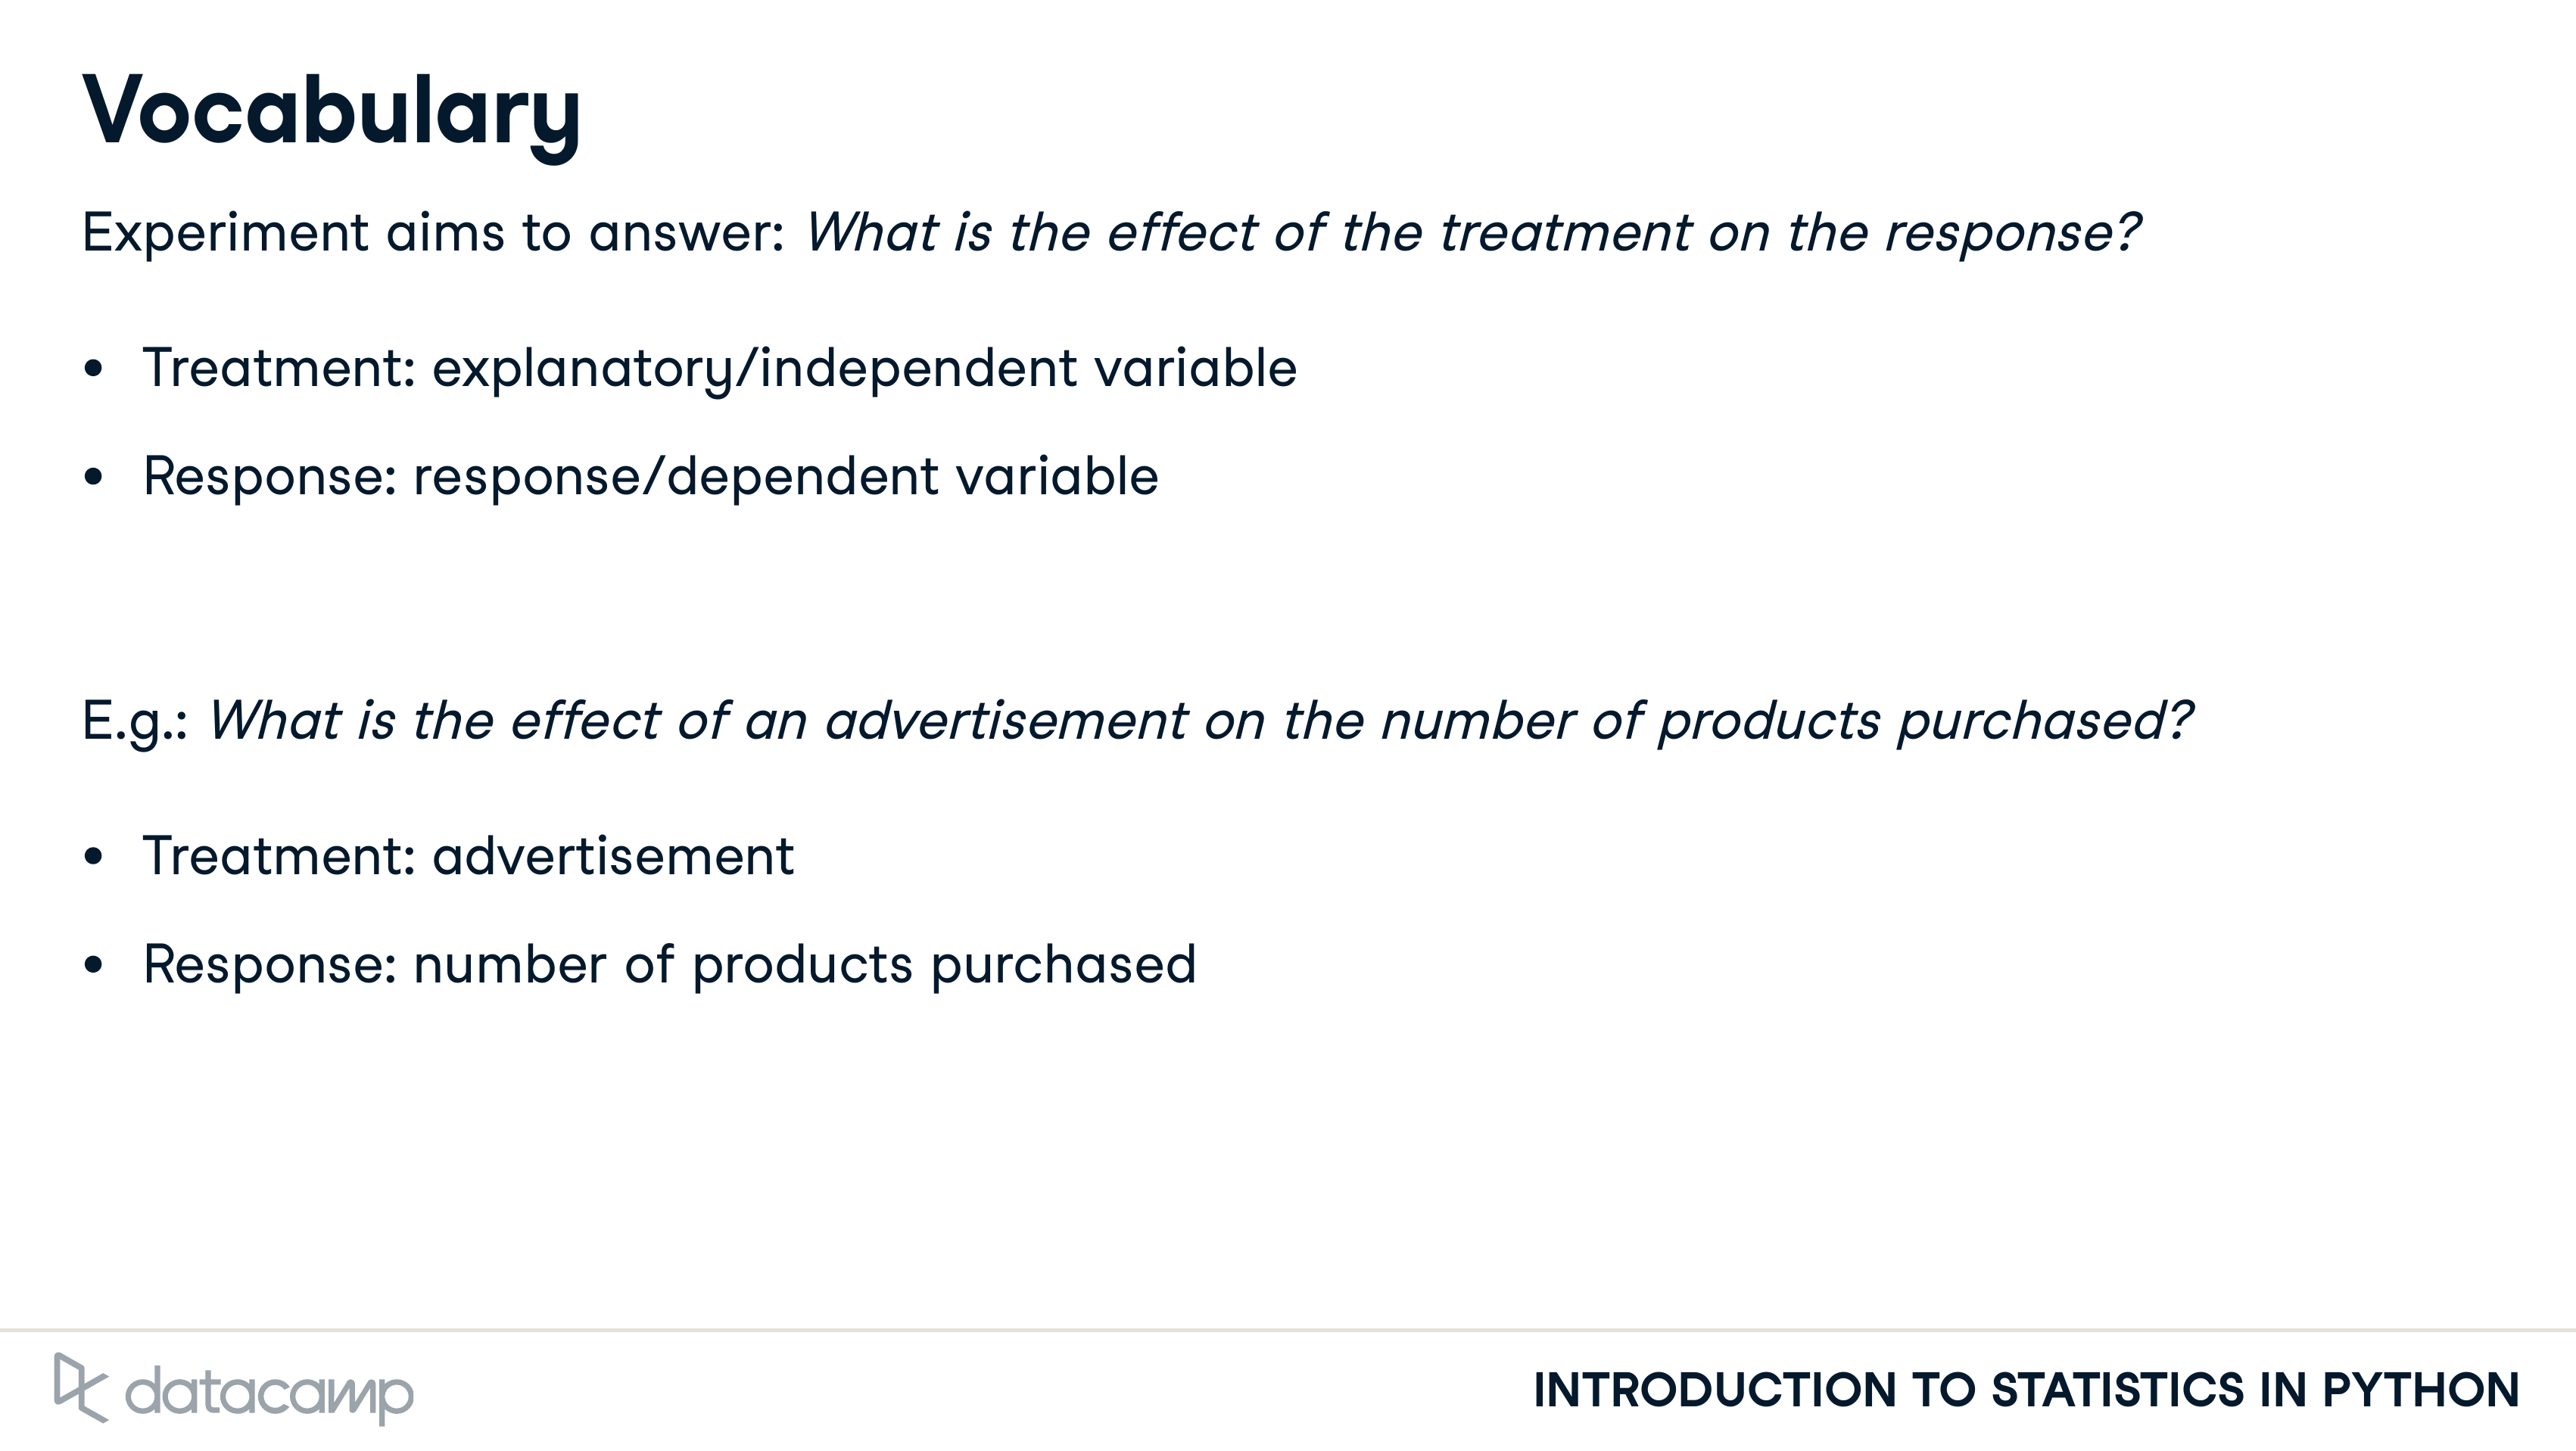 Vocabulary
Experiment aims to answer: What is the effect of the treatment on the response?
• Treatment: explanatory/independent variable
• Response: response/dependent variable
E.g.: What is the effect of an advertisement on the number of products purchased?
• Treatment: advertisement
• Response: number of products purchased
datacamp
INTRODUCTION TO STATISTICS IN PYTHON